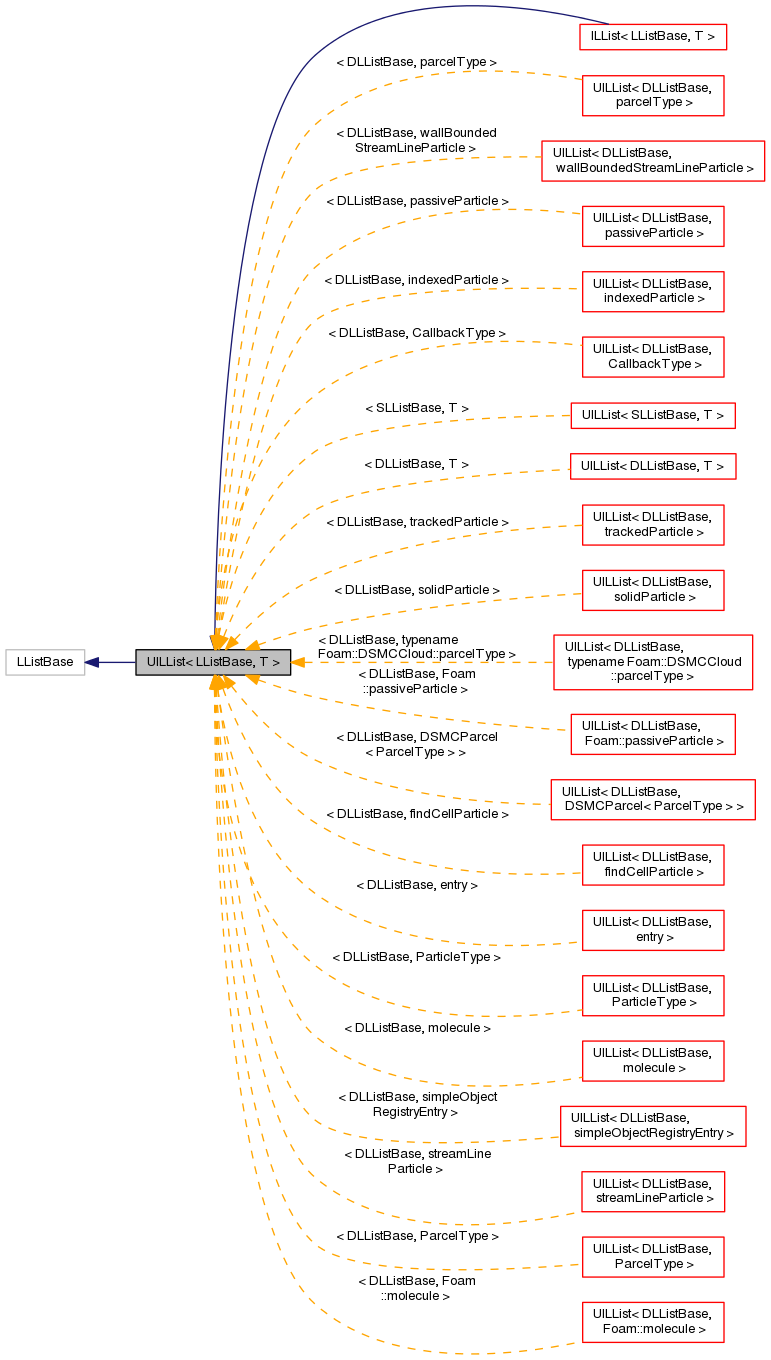 ILList< LListBase, T >
< DLListBase, parcelType >
UILList< DLListBase,
parcelType >
< DLListBase, wallBounded
StreamLineParticle >
UILList< DLListBase,
wallBoundedStreamLineParticle >
< DLListBase, passiveParticle >
UILList< DLListBase,
passiveParticle >
< DLListBase, indexedParticle >
UILList< DLListBase,
indexedParticle >
< DLListBase, CallbackType >
UILList< DLListBase,
CallbackType >
< SLListBase, T >
UILList< SLListBase, T >
< DLListBase, T >
UILList< DLListBase, T >
< DLListBase, trackedParticle >
UILList< DLListBase,
trackedParticle >
< DLListBase, solidParticle >
UILList< DLListBase,
solidParticle >
LListBase
UILList< LListBase, T >
< DLListBase, typename
Foam::DSMCCloud::parcelType >
UILList< DLListBase,
typename Foam::DSMCCloud
::parcelType >
< DLListBase, Foam
::passiveParticle >
UILList< DLListBase,
Foam::passiveParticle >
< DLListBase, DSMCParcel
< ParcelType > >
UILList< DLListBase,
DSMCParcel< ParcelType > >
< DLListBase, findCellParticle >
UILList< DLListBase,
findCellParticle >
< DLListBase, entry >
UILList< DLListBase,
entry >
< DLListBase, ParticleType >
UILList< DLListBase,
ParticleType >
< DLListBase, molecule >
UILList< DLListBase,
molecule >
< DLListBase, simpleObject
RegistryEntry >
UILList< DLListBase,
simpleObjectRegistryEntry >
< DLListBase, streamLine
Particle >
UILList< DLListBase,
streamLineParticle >
< DLListBase, ParcelType >
UILList< DLListBase,
ParcelType >
< DLListBase, Foam
::molecule >
UILList< DLListBase,
Foam::molecule >